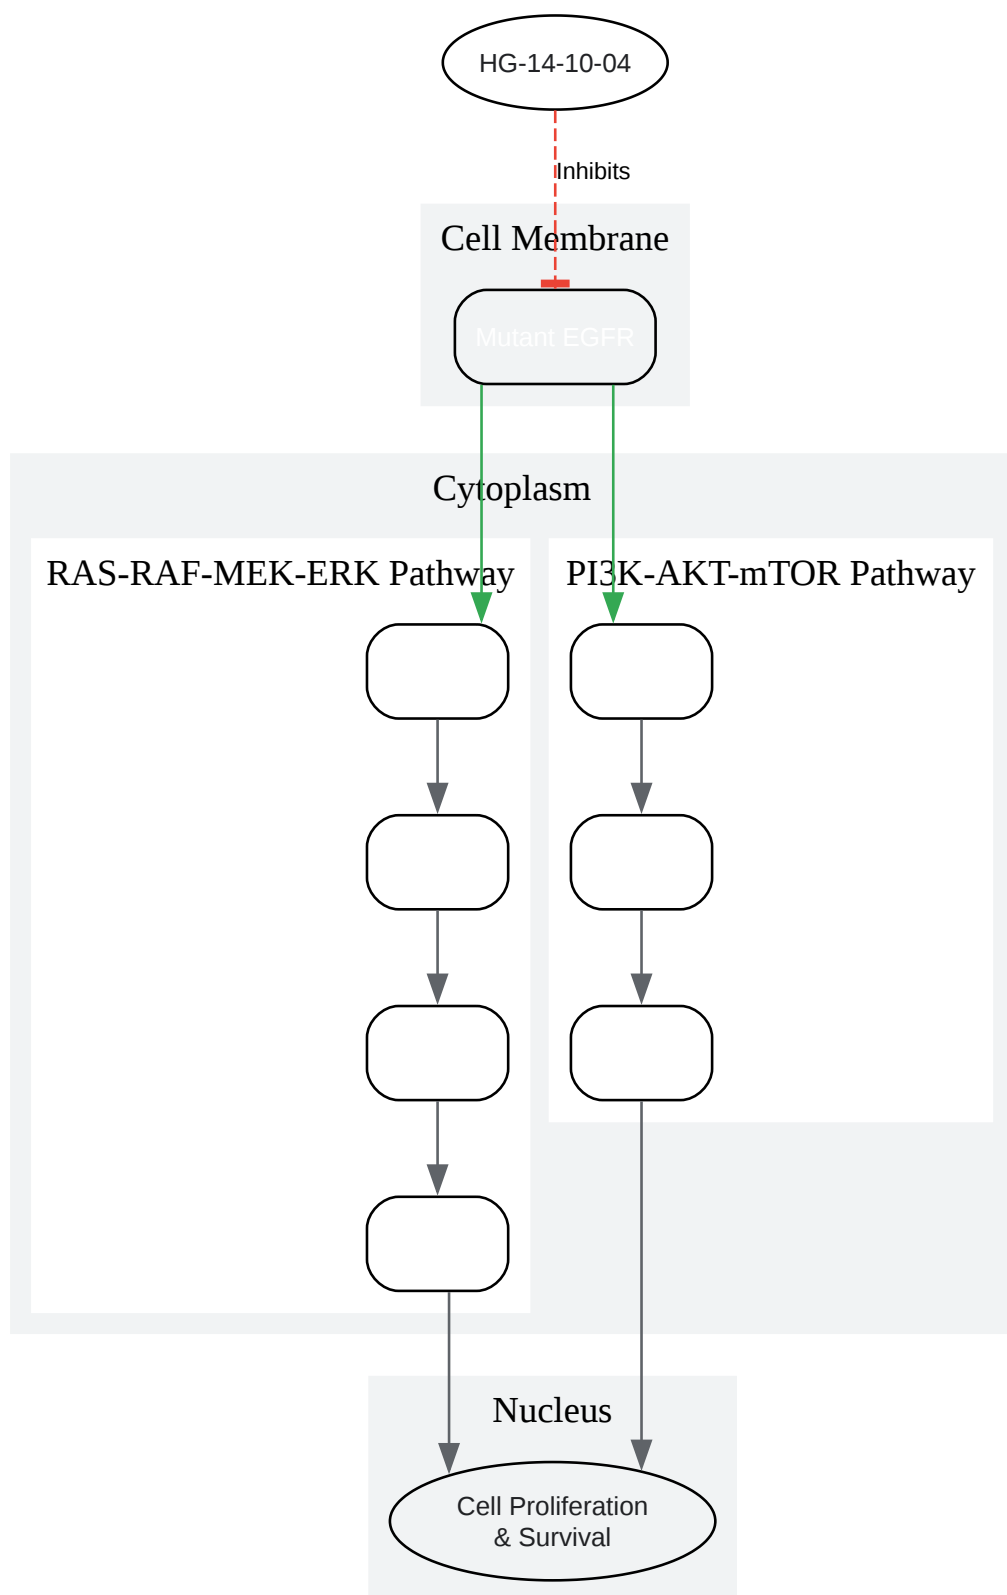 HG-14-10-04
Inhibits
Cell Membrane
Mutant EGFR
Cytoplasm
RAS-RAF-MEK-ERK Pathway
PI3K-AKT-mTOR Pathway
Nucleus
Cell Proliferation
& Survival